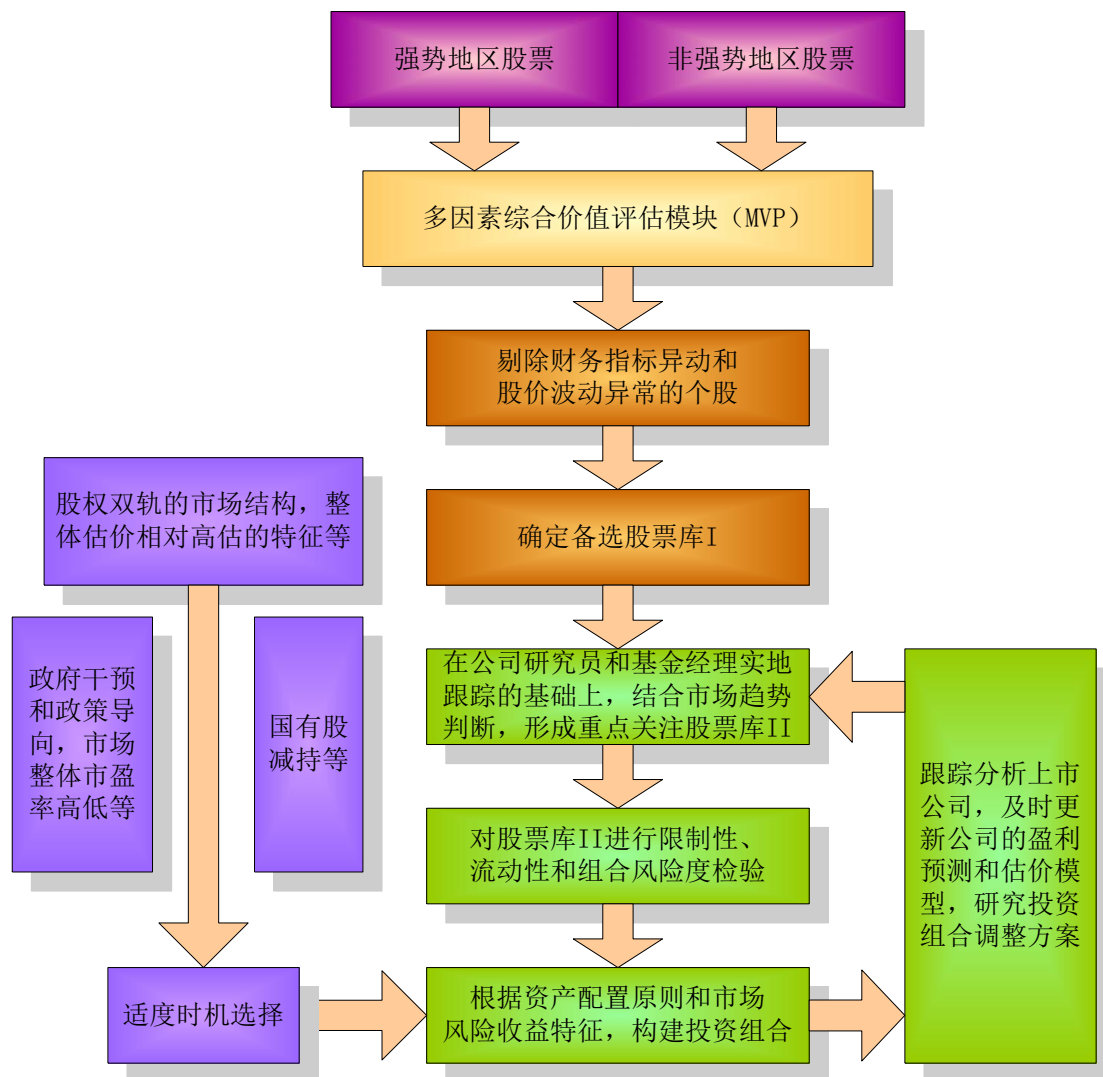 强势地区股票
非强势地区股票
多因素综合价值评估模块（MVP）
剔除财务指标异动和
股价波动异常的个股
确定备选股票库I
股权双轨的市场结构，整
体估价相对高估的特征等
政府干预
和政策导
向，市场
整体市盈
率高低等
国有股
减持等
在公司研究员和基金经理实地
跟踪的基础上，结合市场趋势
判断，形成重点关注股票库II
对股票库II进行限制性、
流动性和组合风险度检验
跟踪分析上市
公司，及时更
新公司的盈利
预测和估价模
型，研究投资
组合调整方案
适度时机选择
根据资产配置原则和市场
风险收益特征，构建投资组合